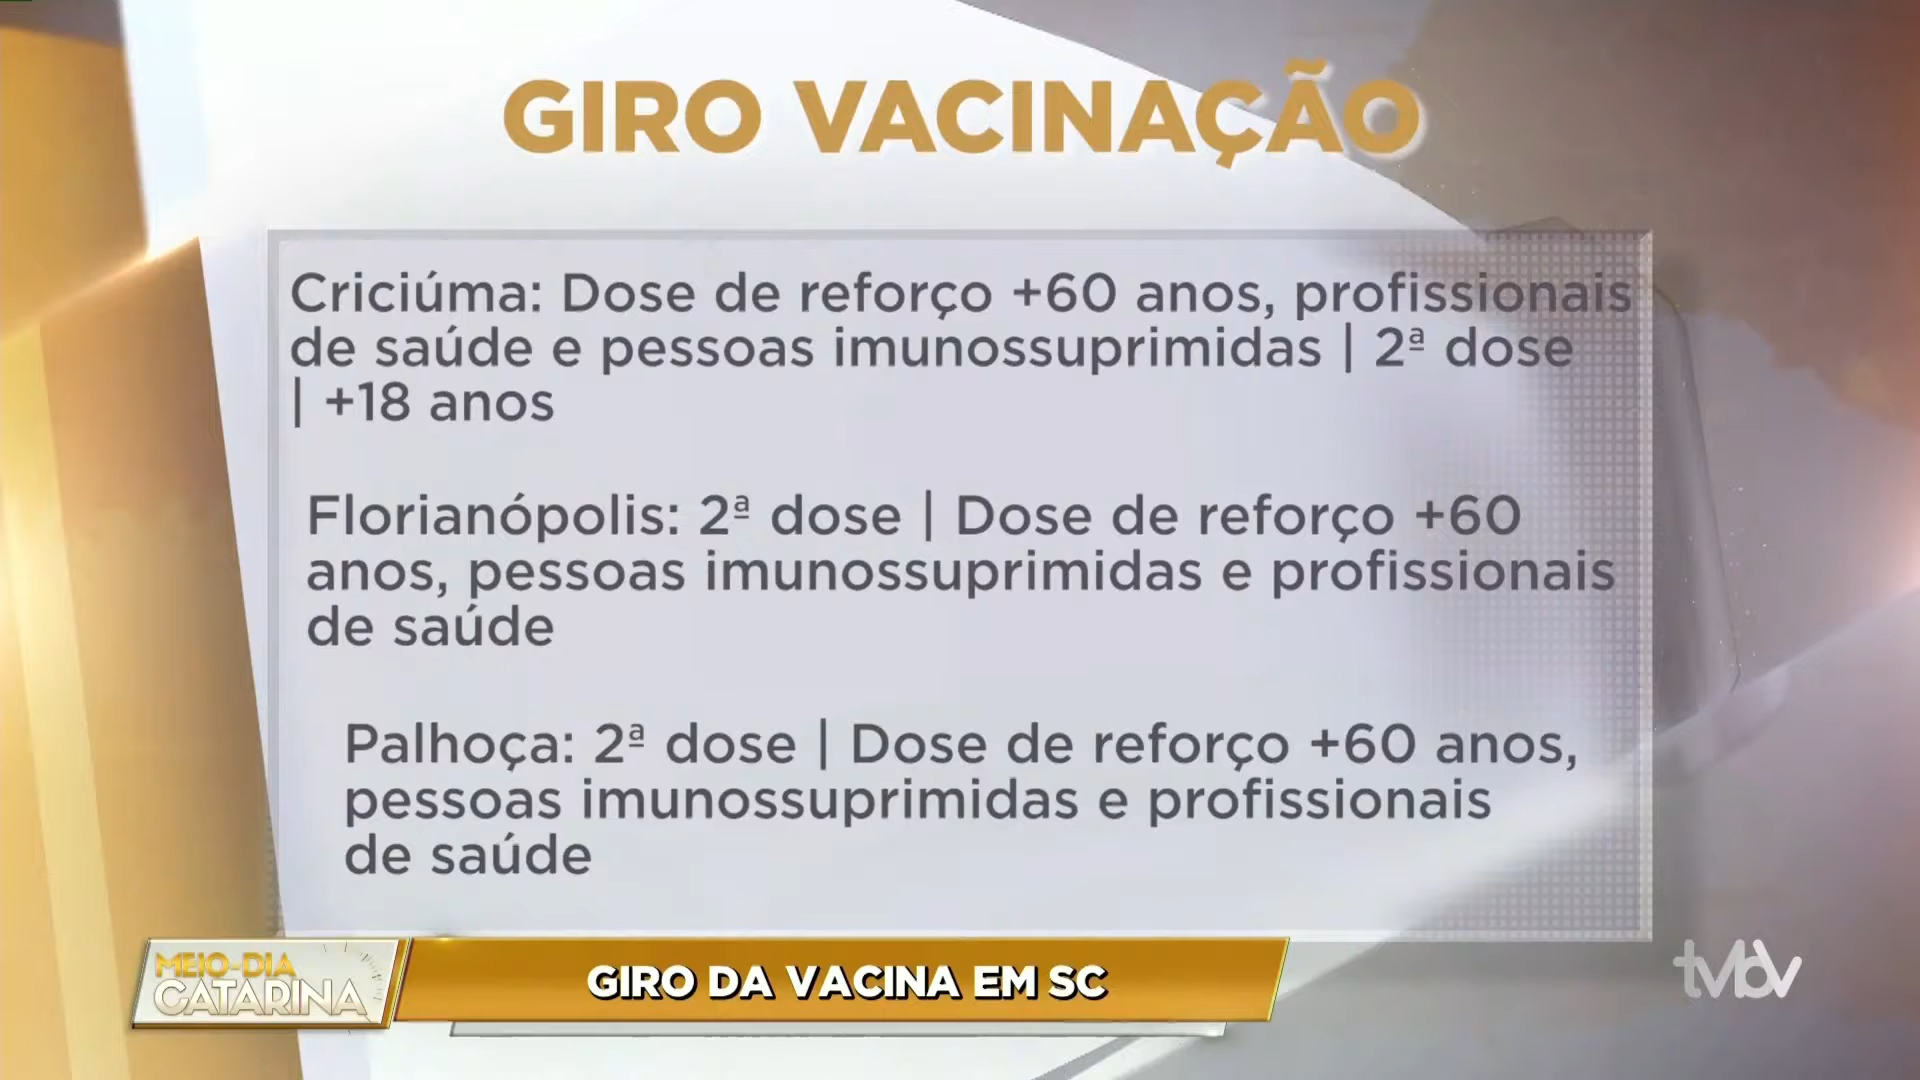 GIRO VACINAÇÃO
Criciúma: Dose de reforço +60 anos, profissionais
de saúde e pessoas imunossuprimidas | 2ª dose
| +18 anos
Florianópolis: 2ª dose | Dose de reforço +60
anos, pessoas imunossuprimidas e profissionais
de saúde
Palhoça: 2ª dose | Dose de reforço +60 anos,
pessoas imunossuprimidas e profissionais
de saúde
MEIO-DIA
CATARINA
GIRO DA VACINA EM SC
tvbv